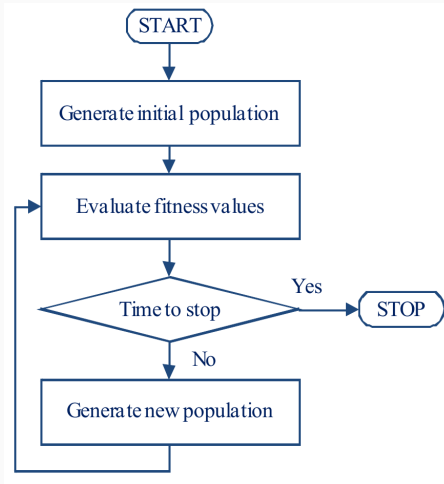 START
Generate initial population
Evaluate fitness values
Time to stop
Yes
STOP
No
Generate new population